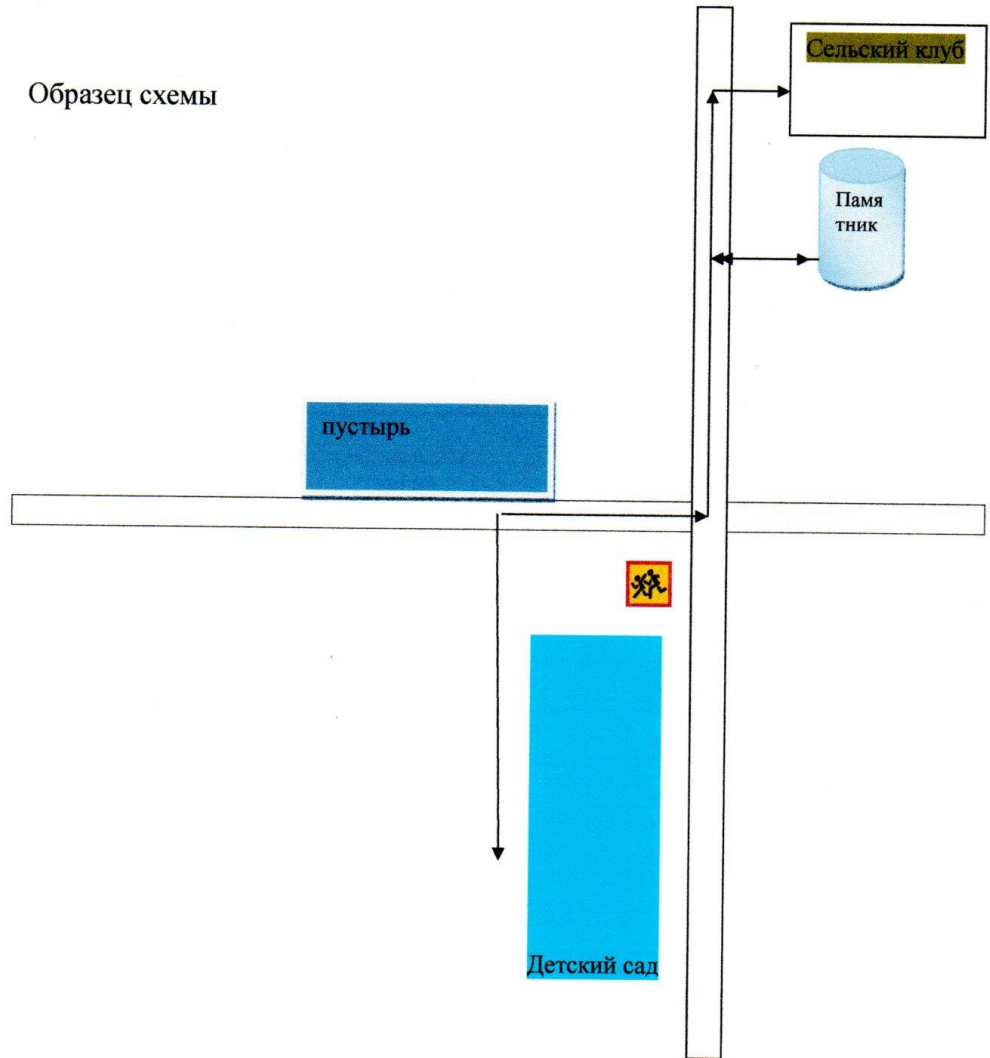 Сельский клуб
Образец схемы
Памя
тник
пустырь
Детский сад